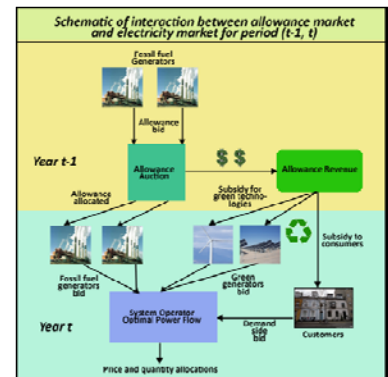 Schematic of interaction between allowance market
and electricity market for period (t-1, t)
Fossil fuel
Generators
Allowance
bid
$ $
Year t-1
Allowance
Auction
Allowance Revenue
Allowance
allocated
Subsidy for
green techno-
logies
Subsidy to
consumers
Fossil fuel
generators
bid
Green
generators
bid
System Operator
Optimal Power Flow
Year t
Demand
side
bid
Customers
Price and quantity allocations